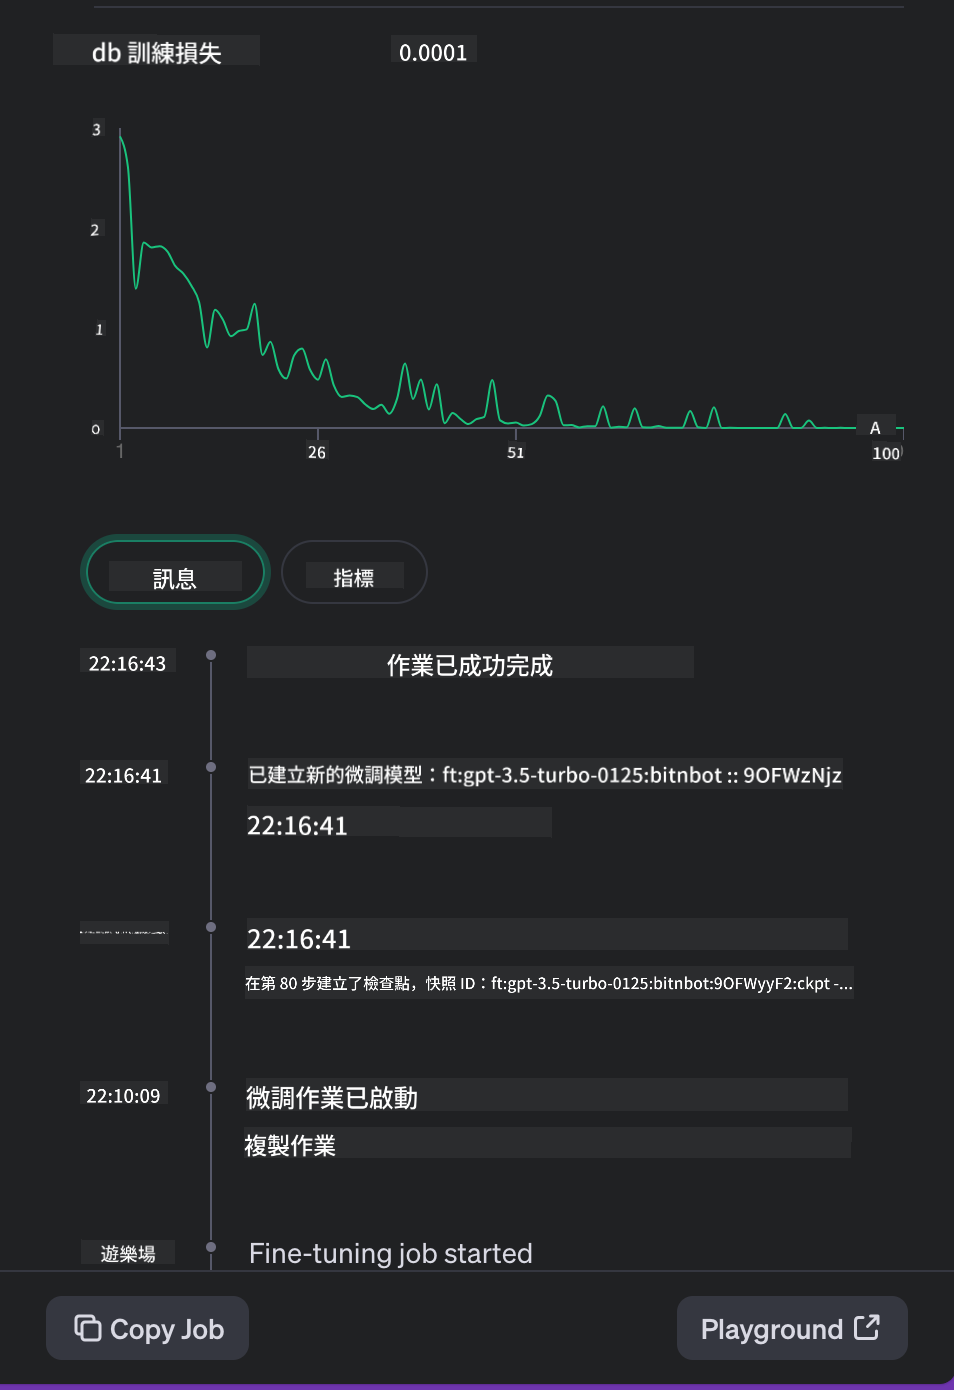 db 訓練損失
0.0001
3
2
1
0
A
1
26
51
100
訊息
指標
22:16:43
作業已成功完成
22:16:41
已建立新的微調模型：ft:gpt-3.5-turbo-0125:bitnbot :: 9OFWzNjz
22:16:41
22:16:41
在第 80 步建立了檢查點，快照 ID：ft:gpt-3.5-turbo-0125:bitnbot:9OFWyyF2:ckpt -...
22:10:09
微調作業已啟動
複製作業
遊樂場
Fine-tuning job started
Copy Job
Playground